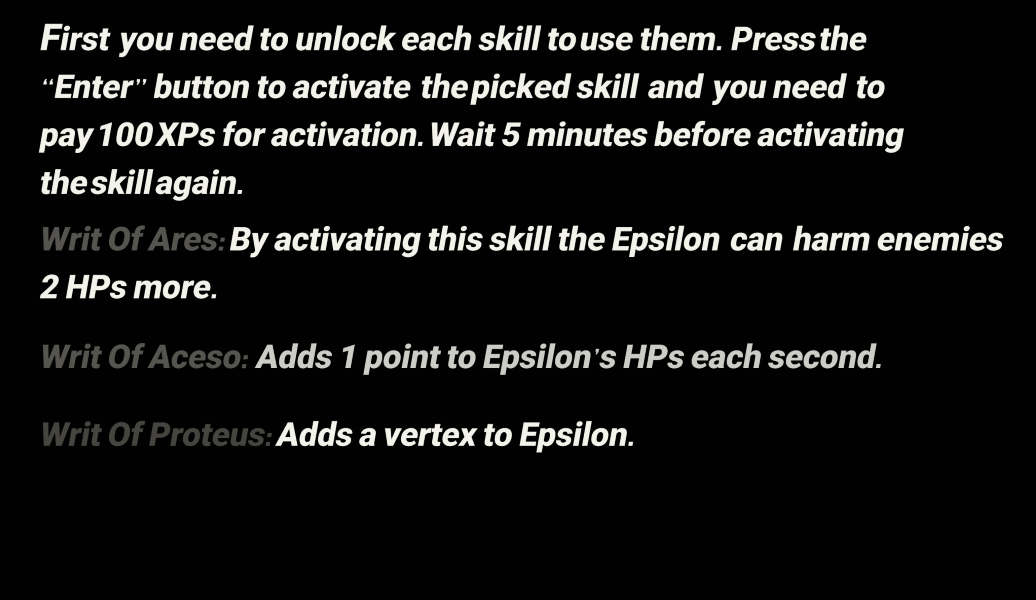 First you need to unlock each skill to use them. Press the
“Enter” button to activate the picked skill and you need to
pay 100 XPs for activation. Wait 5 minutes before activating
the skill again.
Writ Of Ares: By activating this skill the Epsilon can harm enemies
2 HPs more.
Writ Of Aceso: Adds 1 point to Epsilon’s HPs each second.
Writ Of Proteus: Adds a vertex to Epsilon.